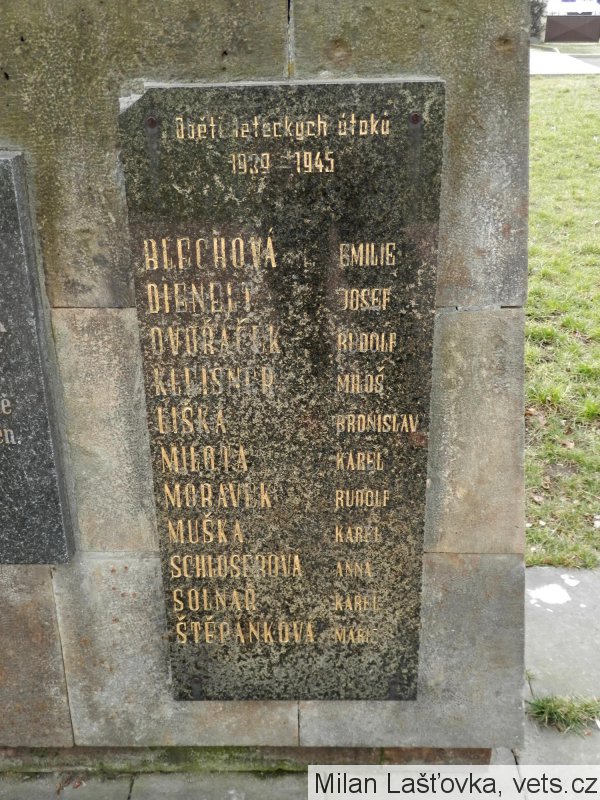 Oběti leteckých útoků
1939 – 1945
BLECHOVÁ EMILIE
DIENELT JOSEF
DVOŘÁČEK RUDOLF
KLEISNER MILOŠ
LIŠKA BRONISLAV
MILOTA KAREL
MORÁVEK RUDOLF
MUŠKA KAREL
SCHLOSEROVÁ ANNA
SOLNAŘ KAREL
ŠTĚPÁNKOVÁ MARIE
Milan Lašťovka, vets.cz